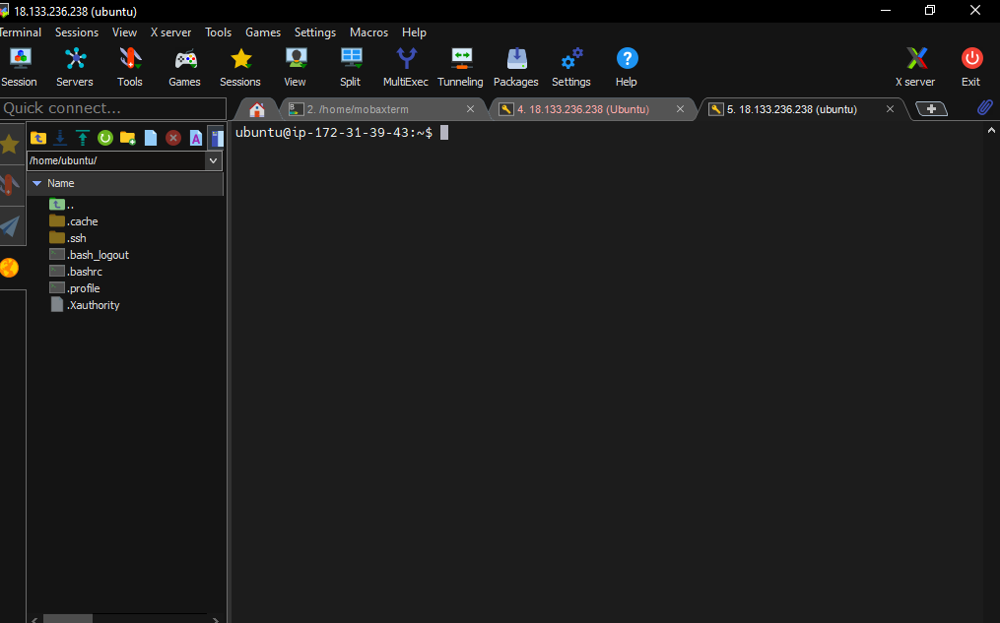 18.133.236.238 (ubuntu)
Terminal Sessions View X server Tools Games Settings Macros Help
Session Servers Tools Games Sessions View Split MultiExec Tunneling Packages Settings Help X server Exit
Quick connect...
2. /home/mobaxterm
4. 18.133.236.238 (Ubuntu)
5. 18.133.236.238 (ubuntu)
/home/ubuntu/
Name
..
.cache
.ssh
.bash_logout
.bashrc
.profile
.Xauthority
ubuntu@ip-172-31-39-43:~$